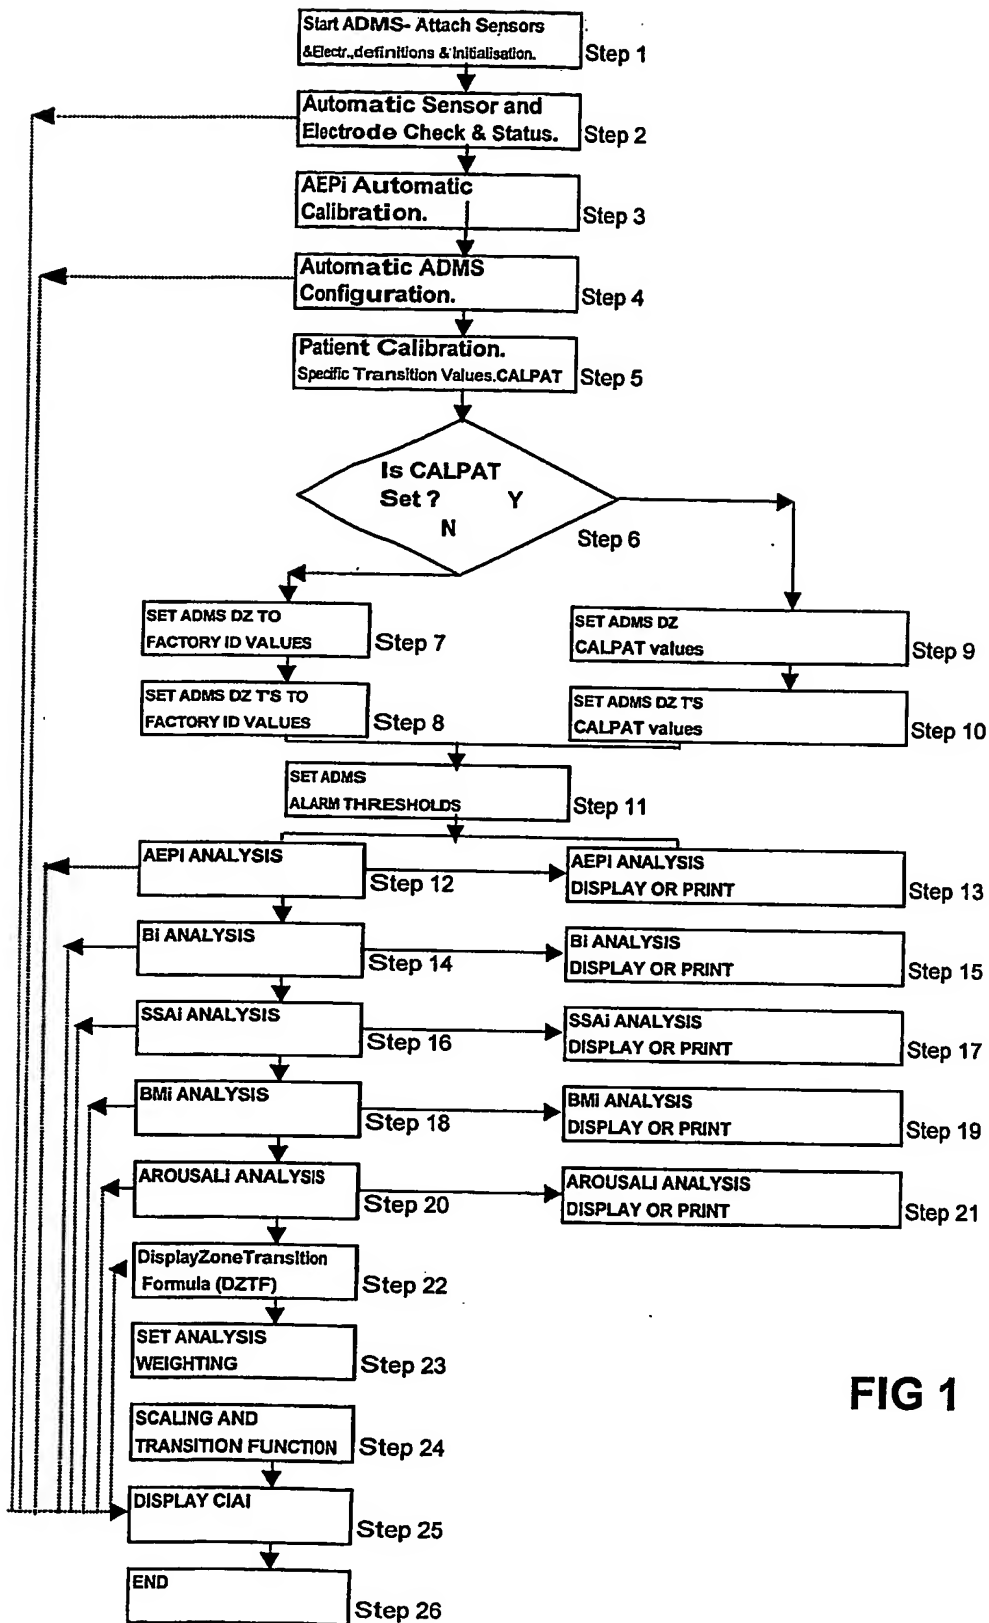 Start ADMS- Attach Sensors
&Electr.,definitions & Initialisation.
Step 1
Automatic Sensor and
Electrode Check & Status.
Step 2
AEPi Automatic
Calibration.
Step 3
Automatic ADMS
Configuration.
Step 4
Patient Calibration.
Specific Transition Values.CALPAT
Step 5
Is CALPAT
Set ? Y
N
Step 6
SET ADMS DZ TO
FACTORY ID VALUES
Step 7
SET ADMS DZ
CALPAT values
Step 9
SET ADMS DZ T'S TO
FACTORY ID VALUES
Step 8
SET ADMS DZ T'S
CALPAT values
Step 10
SET ADMS
ALARM THRESHOLDS
Step 11
AEPI ANALYSIS
Step 12
AEPI ANALYSIS
DISPLAY OR PRINT
Step 13
Bi ANALYSIS
Step 14
Bi ANALYSIS
DISPLAY OR PRINT
Step 15
SSAi ANALYSIS
Step 16
SSAi ANALYSIS
DISPLAY OR PRINT
Step 17
BMi ANALYSIS
Step 18
BMi ANALYSIS
DISPLAY OR PRINT
Step 19
AROUSALi ANALYSIS
Step 20
AROUSALi ANALYSIS
DISPLAY OR PRINT
Step 21
DisplayZoneTransition
Formula (DZTF)
Step 22
SET ANALYSIS
WEIGHTING
Step 23
SCALING AND
TRANSITION FUNCTION
Step 24
DISPLAY CIAI
Step 25
END
Step 26
FIG 1